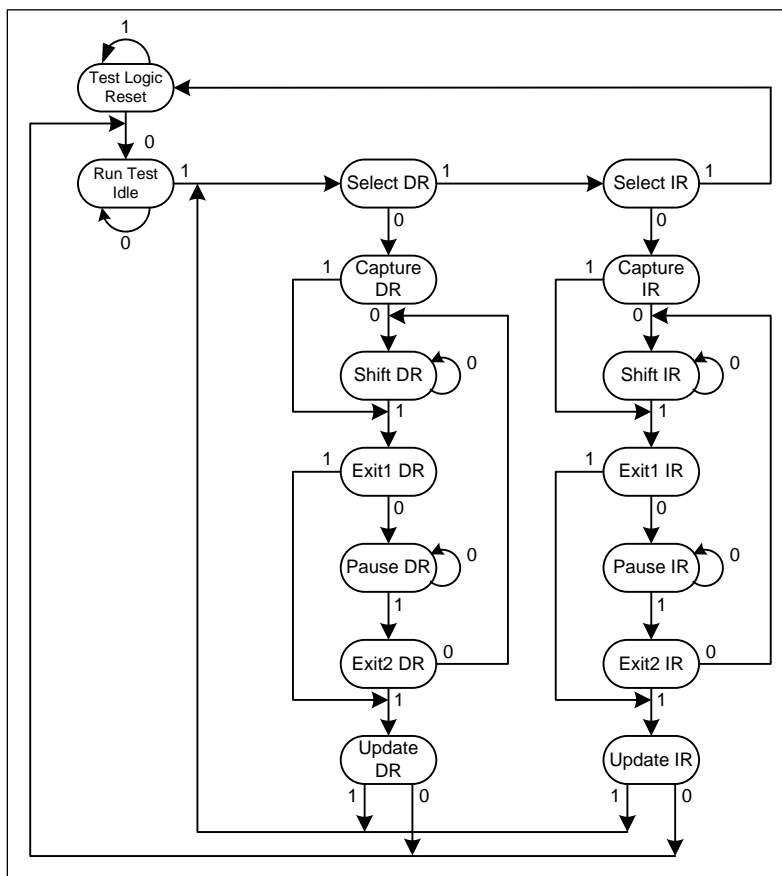 1
Test Logic
Reset
0
Run Test
Idle
1
0
Select DR
1
Select IR
1
0
0
1
Capture
DR
1
Capture
IR
0
0
Shift DR
0
Shift IR
0
1
1
1
Exit1 DR
1
Exit1 IR
0
0
Pause DR
0
Pause IR
0
1
1
Exit2 DR
0
Exit2 IR
0
1
1
Update
DR
Update IR
1
0
1
0